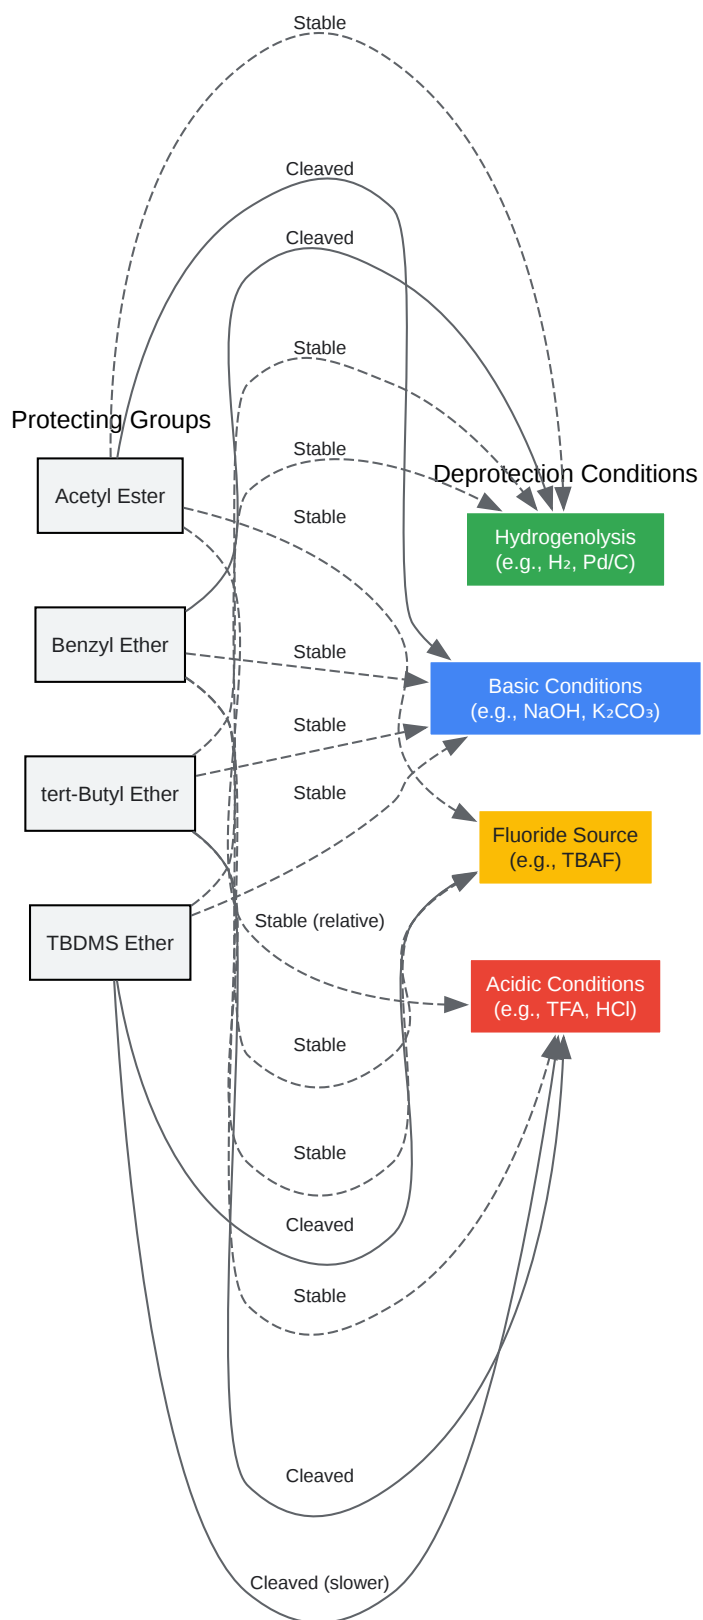 Stable
Cleaved
Cleaved
Stable
Protecting Groups
Stable
Deprotection Conditions
Acetyl Ester
Stable
Hydrogenolysis
(e.g., H₂, Pd/C)
Benzyl Ether
Stable
Basic Conditions
(e.g., NaOH, K₂CO₃)
Stable
tert-Butyl Ether
Stable
Fluoride Source
(e.g., TBAF)
Stable (relative)
TBDMS Ether
Acidic Conditions
(e.g., TFA, HCl)
Stable
Stable
Cleaved
Stable
Cleaved
Cleaved (slower)